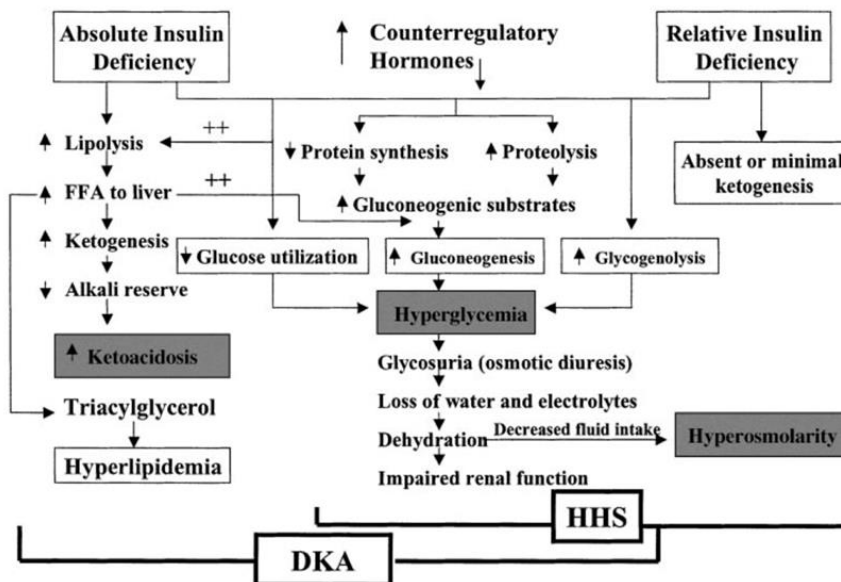 Absolute Insulin
Deficiency
Counterregulatory
Hormones
Relative Insulin
Deficiency
Lipolysis
++
Protein synthesis
Proteolysis
Absent or minimal
ketogenesis
FFA to liver
++
Gluconeogenic substrates
Ketogenesis
Glucose utilization
Gluconeogenesis
Glycogenolysis
Alkali reserve
Hyperglycemia
Ketoacidosis
Glycosuria (osmotic diuresis)
Triacylglycerol
Loss of water and electrolytes
Decreased fluid intake
Dehydration
Hyperosmolarity
Hyperlipidemia
Impaired renal function
HHS
DKA